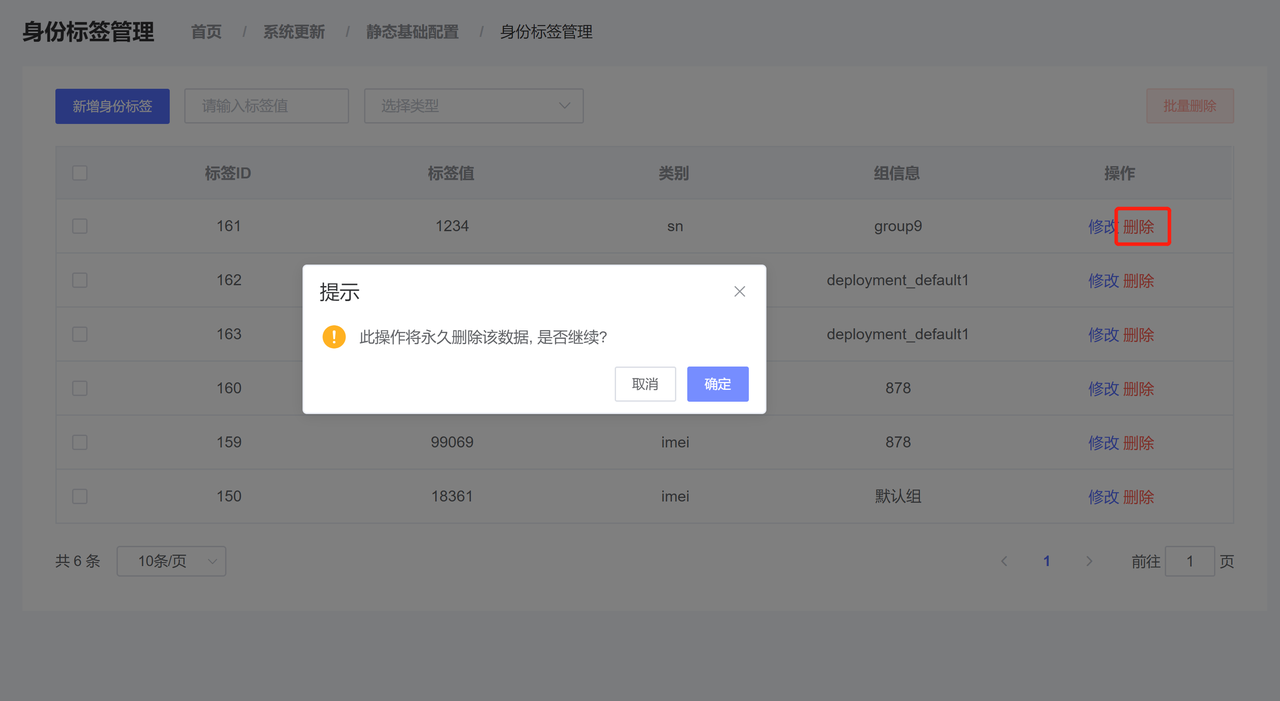 身份标签管理 首页 / 系统更新 / 静态基础配置 / 身份标签管理
新增身份标签 请输入标签值 选择类型 批量删除
标签ID 标签值 类别 组信息 操作
161 1234 sn group9 修改 删除
162 deployment_default1 修改 删除
163 deployment_default1 修改 删除
提示
此操作将永久删除该数据, 是否继续?
取消 确定
160 878 修改 删除
159 99069 imei 878 修改 删除
150 18361 imei 默认组 修改 删除
共 6 条 10条/页 1 前往 1 页